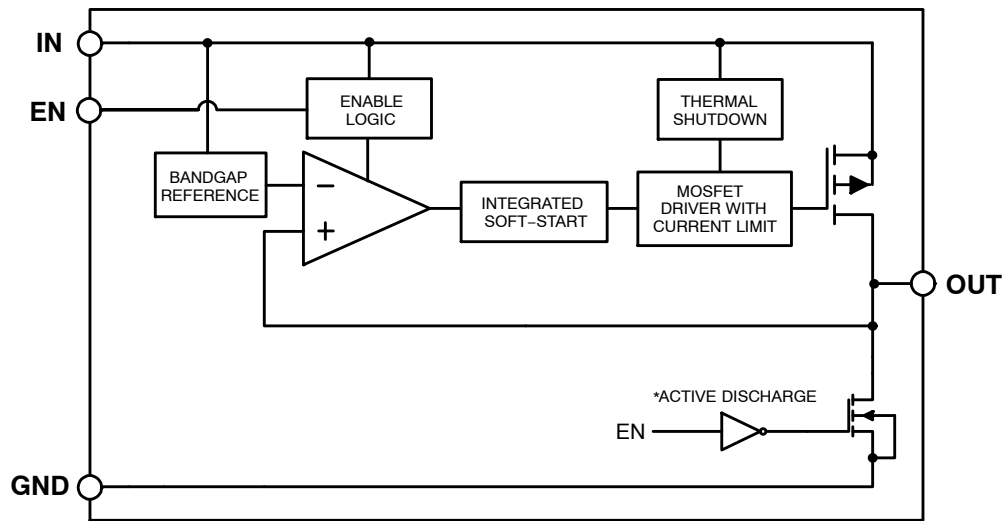 IN
EN
ENABLE
LOGIC
THERMAL
SHUTDOWN
BANDGAP
REFERENCE
−
+
INTEGRATED
SOFT−START
MOSFET
DRIVER WITH
CURRENT LIMIT
OUT
*ACTIVE DISCHARGE
EN
GND